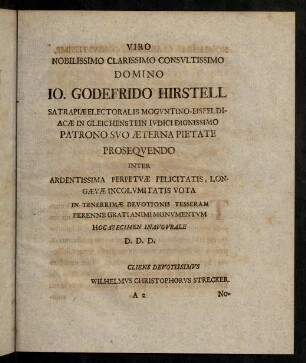 VIRO
NOBILISSIMO CLARISSIMO CONSVLTISSIMO
DOMINO
IO. GODEFRIDO HIRSTELL
SATRAPIÆ ELECTORALIS MOGVNTINO-EISFELDI-
ACÆ IN GLEICHENSTEIN IVDICI DIGNISSIMO
PATRONO SVO ÆTERNA PIETATE
PROSEQVENDO
INTER
ARDENTISSIMA PERPETVÆ FELICITATIS, LON-
GÆVÆ INCOLVMITATIS VOTA
IN TENERRIMÆ DEVOTIONIS TESSERAM
PERENNE GRATI ANIMI MONVMENTVM
HOC SPECIMEN INAVGVRALE
D. D. D.
CLIENS DEVOTISSIMVS
WILHELMVS CHRISTOPHORVS STRECKER.
A 2
No-